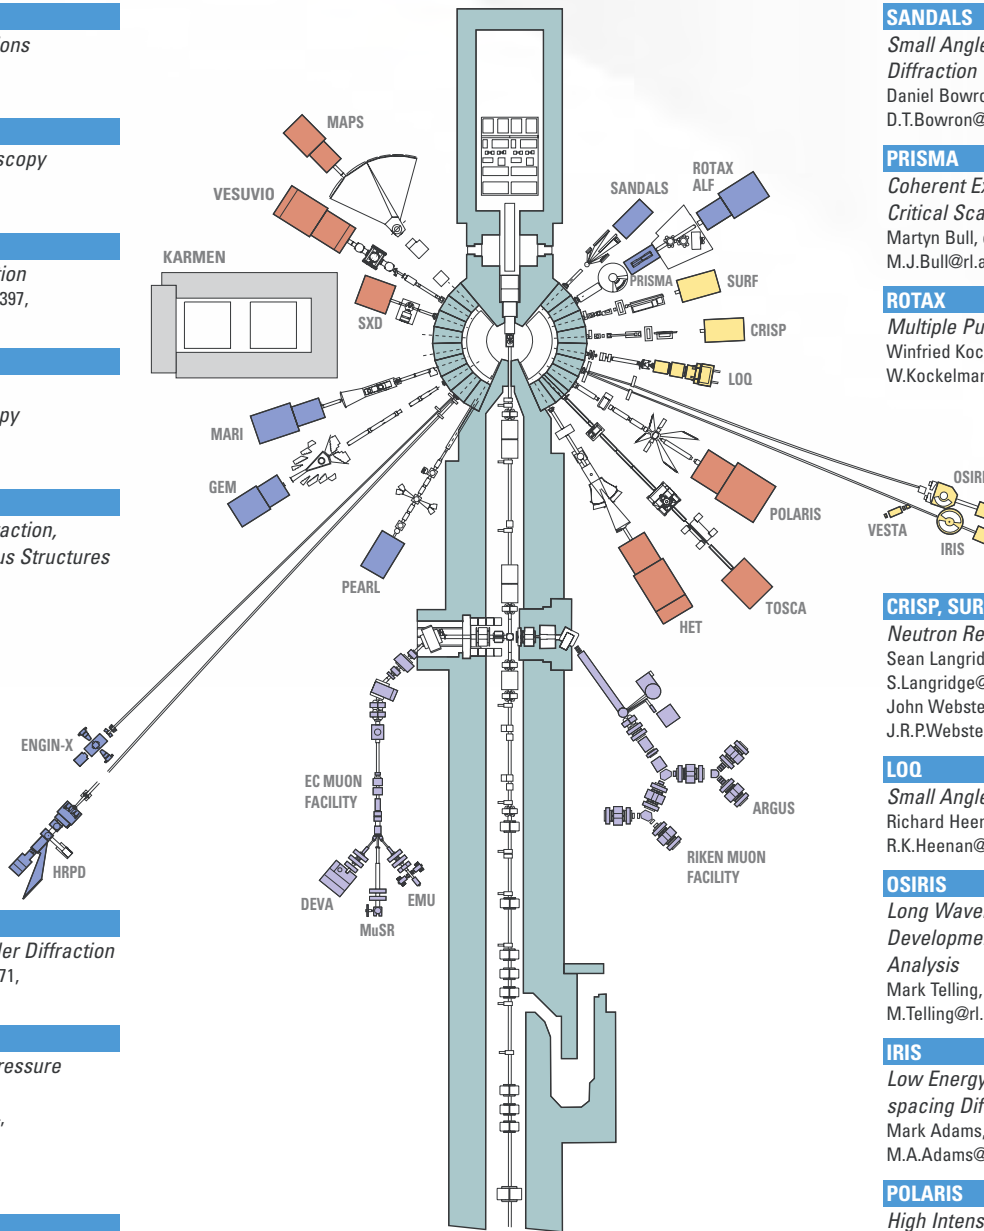 ons
scopy
ion
397,
py
action,
us Structures
ler Diffraction
71,
ressure
MAPS
VESUVIO
KARMEN
SXD
MARI
GEM
PEARL
ENGIN-X
HRPD
EC MUON
FACILITY
DEVA
MuSR
EMU
SANDALS
ROTAX
ALF
PRISMA
SURF
CRISP
LOQ
POLARIS
TOSCA
HET
VESTA
IRIS
OSIRI
ARGUS
RIKEN MUON
FACILITY
SANDALS
Small Angle
Diffraction
Daniel Bowro
D.T.Bowron@
PRISMA
Coherent Ex
Critical Sca
Martyn Bull,
M.J.Bull@rl.a
ROTAX
Multiple Pu
Winfried Koc
W.Kockelman
CRISP, SUR
Neutron Re
Sean Langrid
S.Langridge@
John Webste
J.R.P.Webste
LOQ
Small Angle
Richard Heen
R.K.Heenan@
OSIRIS
Long Wave
Developme
Analysis
Mark Telling,
M.Telling@rl.
IRIS
Low Energy
spacing Dif
Mark Adams,
M.A.Adams@
POLARIS
High Intens